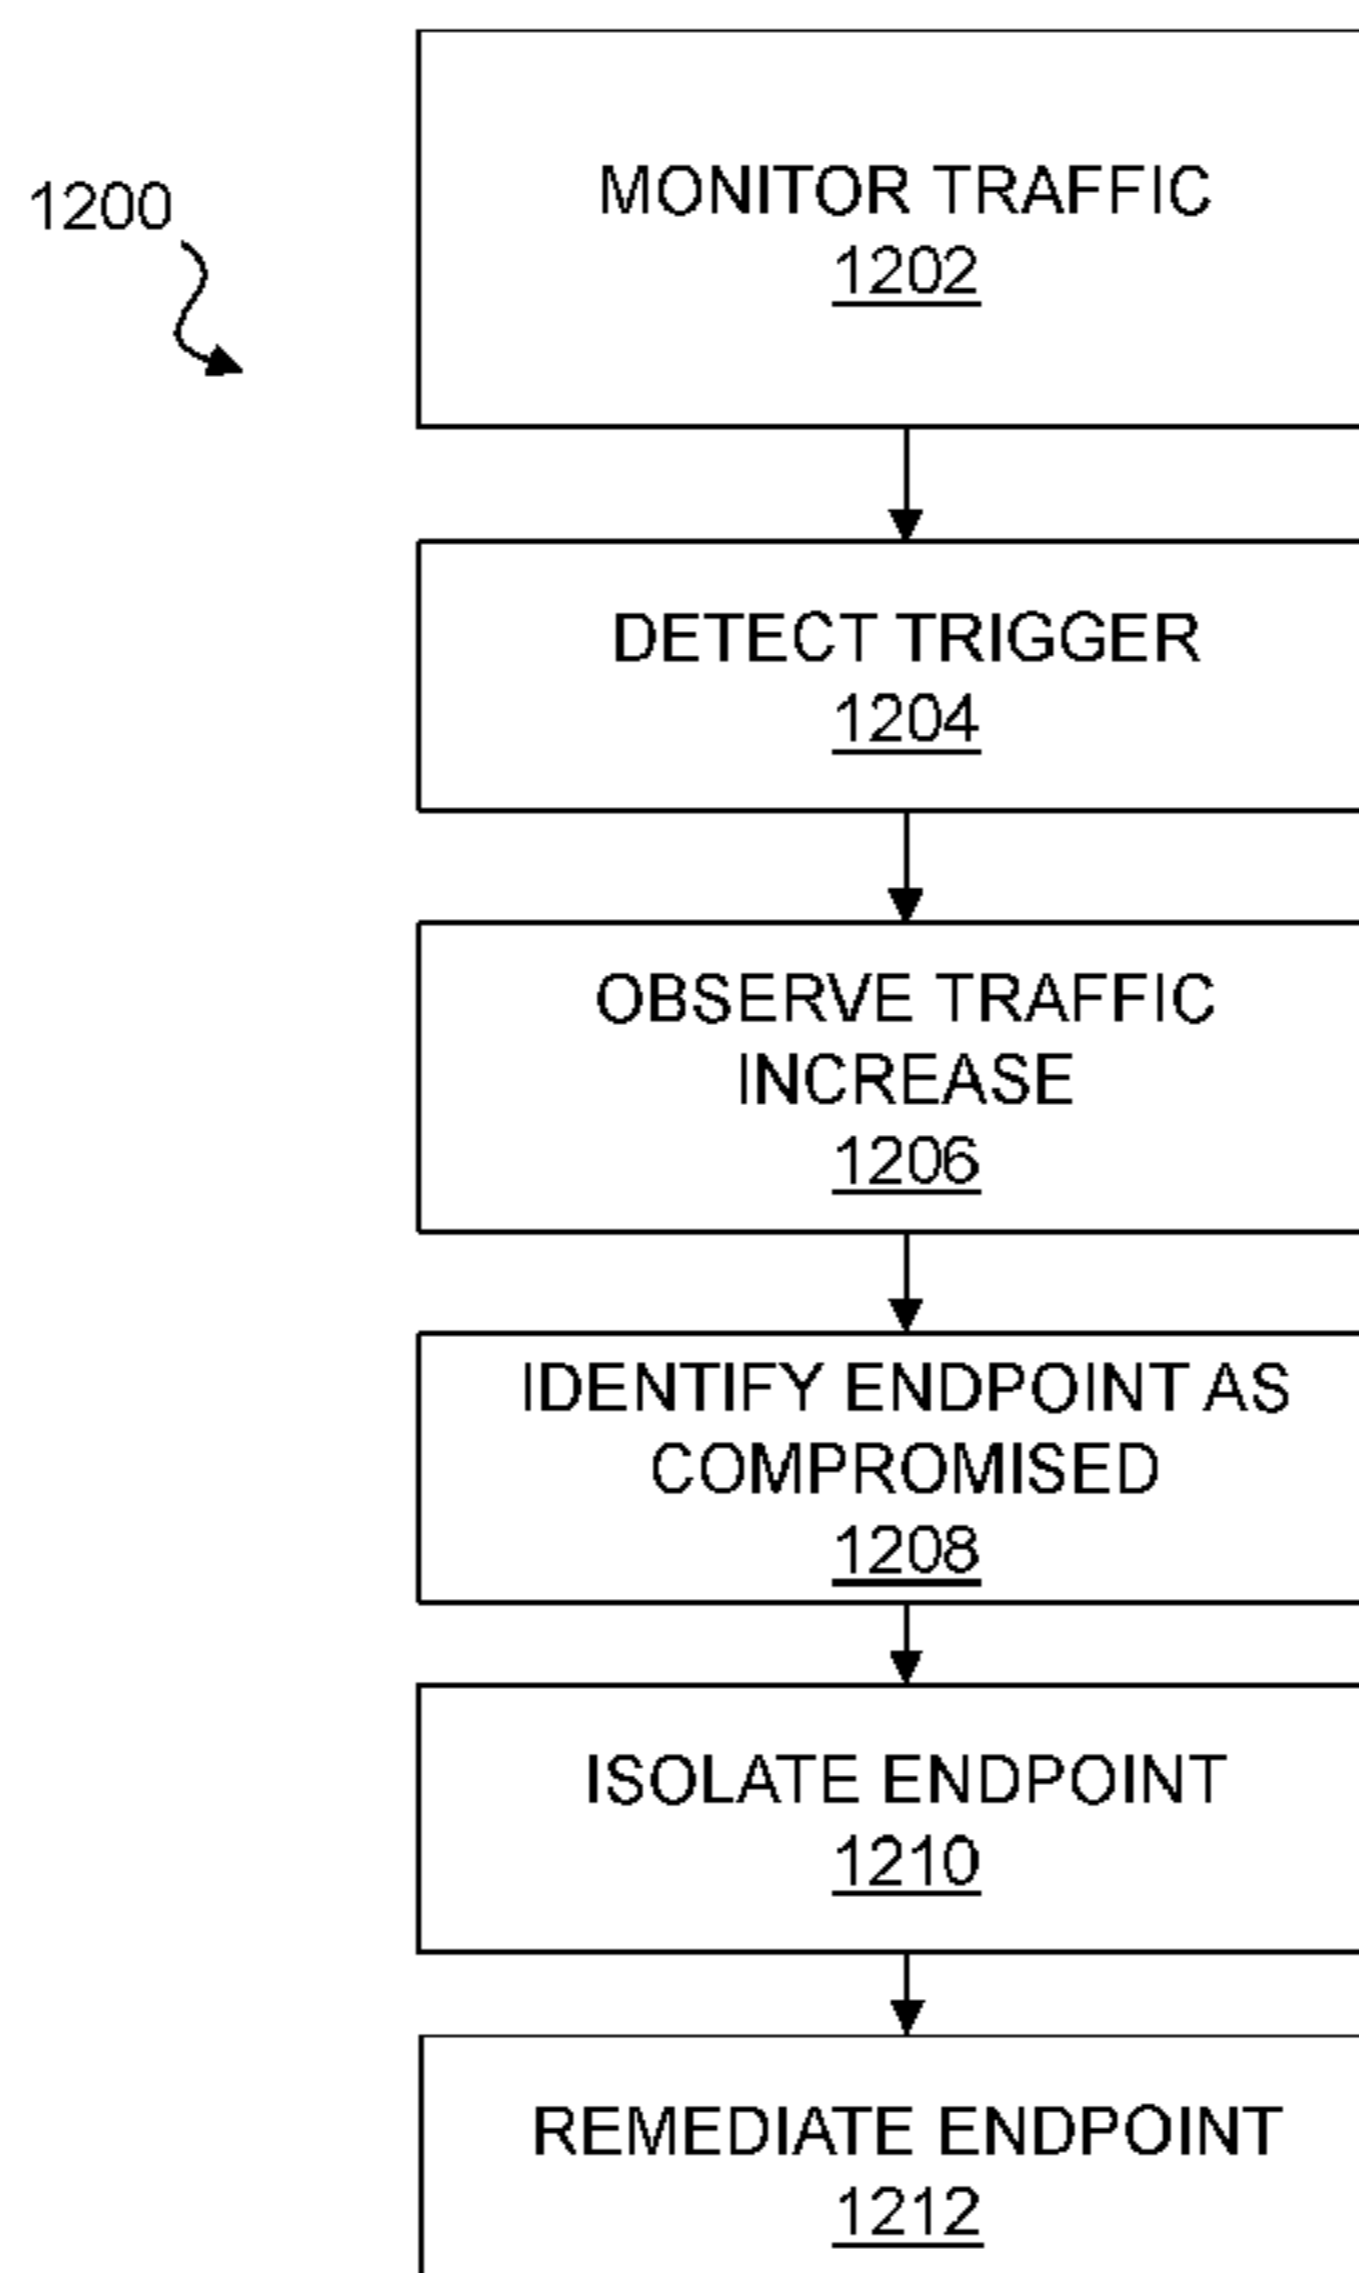 1200
MONITOR TRAFFIC
1202
DETECT TRIGGER
1204
OBSERVE TRAFFIC
INCREASE
1206
IDENTIFY ENDPOINT AS
COMPROMISED
1208
ISOLATE ENDPOINT
1210
REMEDIATE ENDPOINT
1212